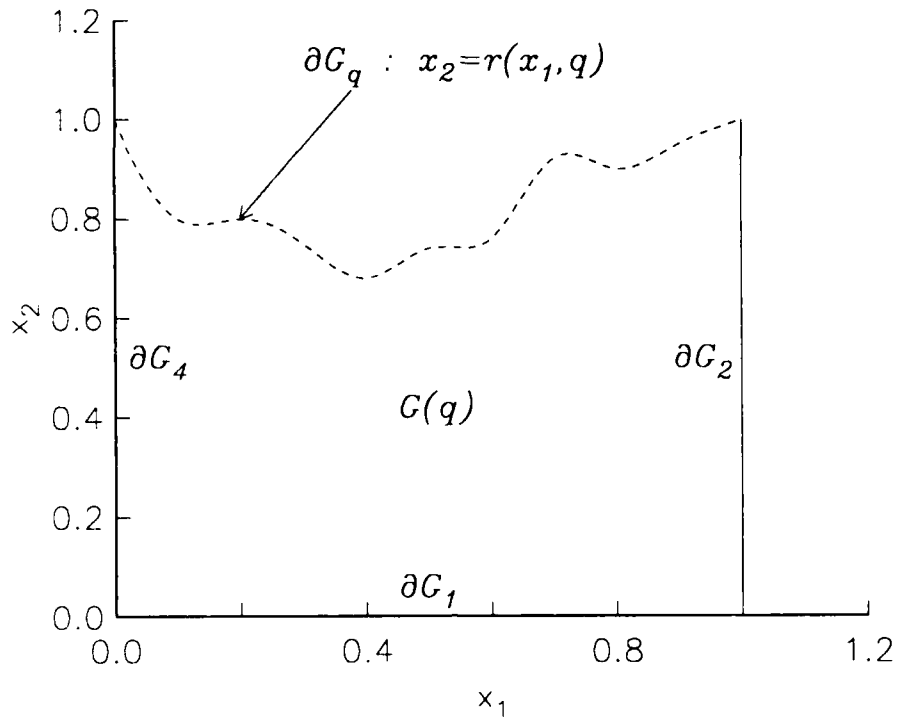 1.2
∂G_q : x_2=r(x_1,q)
1.0
0.8
0.6
x_2
∂G_4
∂G_2
G(q)
0.4
0.2
∂G_1
0.0
0.0 0.4 0.8 1.2
x_1